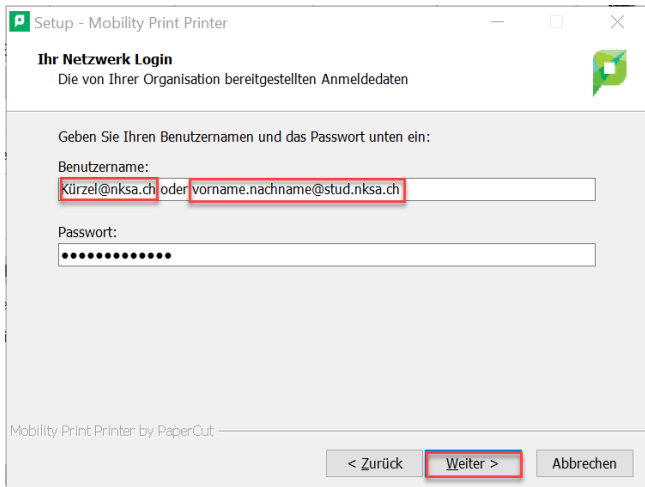 Setup - Mobility Print Printer
Ihr Netzwerk Login
Die von Ihrer Organisation bereitgestellten Anmeldedaten
Geben Sie Ihren Benutzernamen und das Passwort unten ein:
Benutzername:
Kürzel@nksa.ch oder vorname.nachname@stud.nksa.ch
Passwort:
●●●●●●●●●●●●●
Mobility Print Printer by PaperCut
< Zurück Weiter > Abbrechen